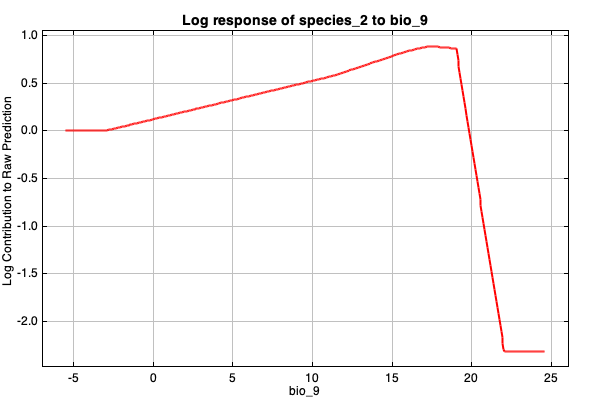 Log response of species_2 to bio_9
Log Contribution to Raw Prediction
1.0
0.5
0.0
-0.5
-1.0
-1.5
-2.0
-5 0 5 10 15 20 25
bio_9